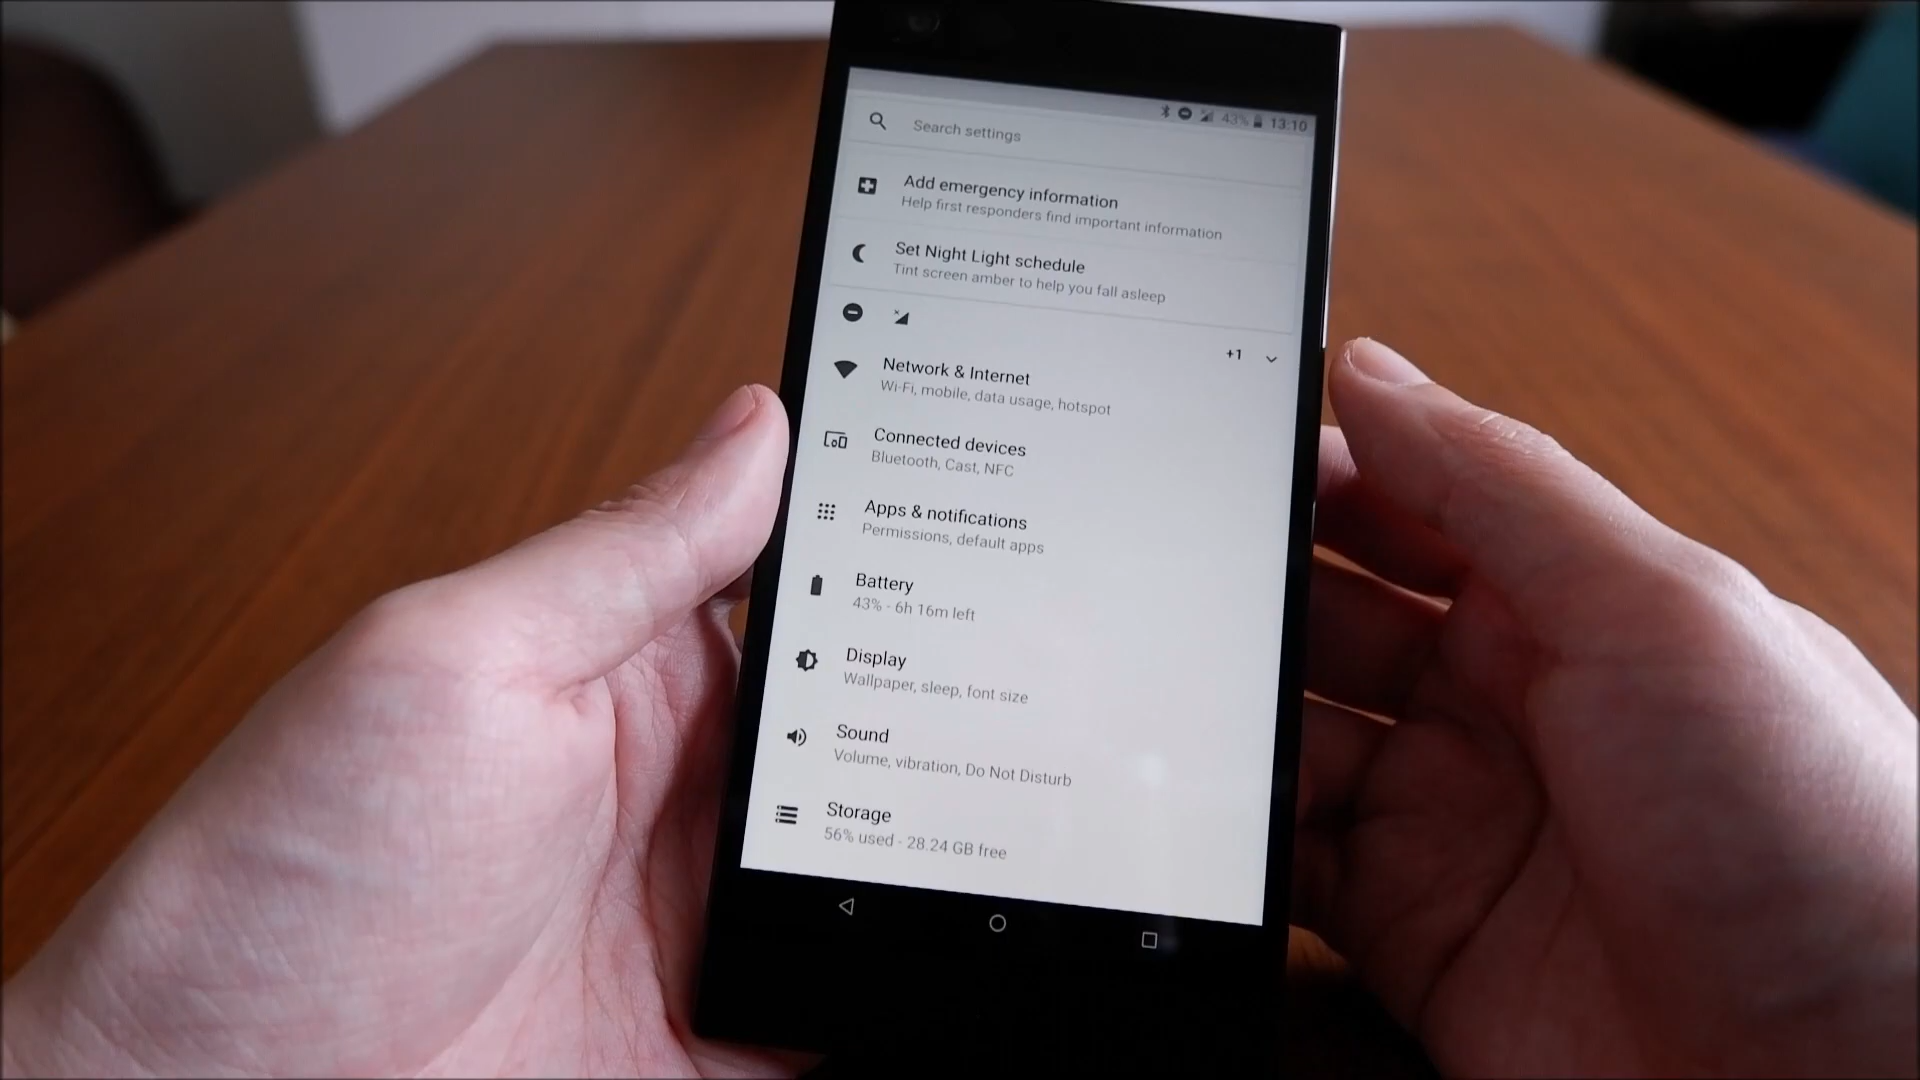 43% 13:10
Search settings
Add emergency information
Help first responders find important information
Set Night Light schedule
Tint screen amber to help you fall asleep
+1
Network & Internet
Wi-Fi, mobile, data usage, hotspot
Connected devices
Bluetooth, Cast, NFC
Apps & notifications
Permissions, default apps
Battery
43% - 6h 16m left
Display
Wallpaper, sleep, font size
Sound
Volume, vibration, Do Not Disturb
Storage
56% used - 28.24 GB free